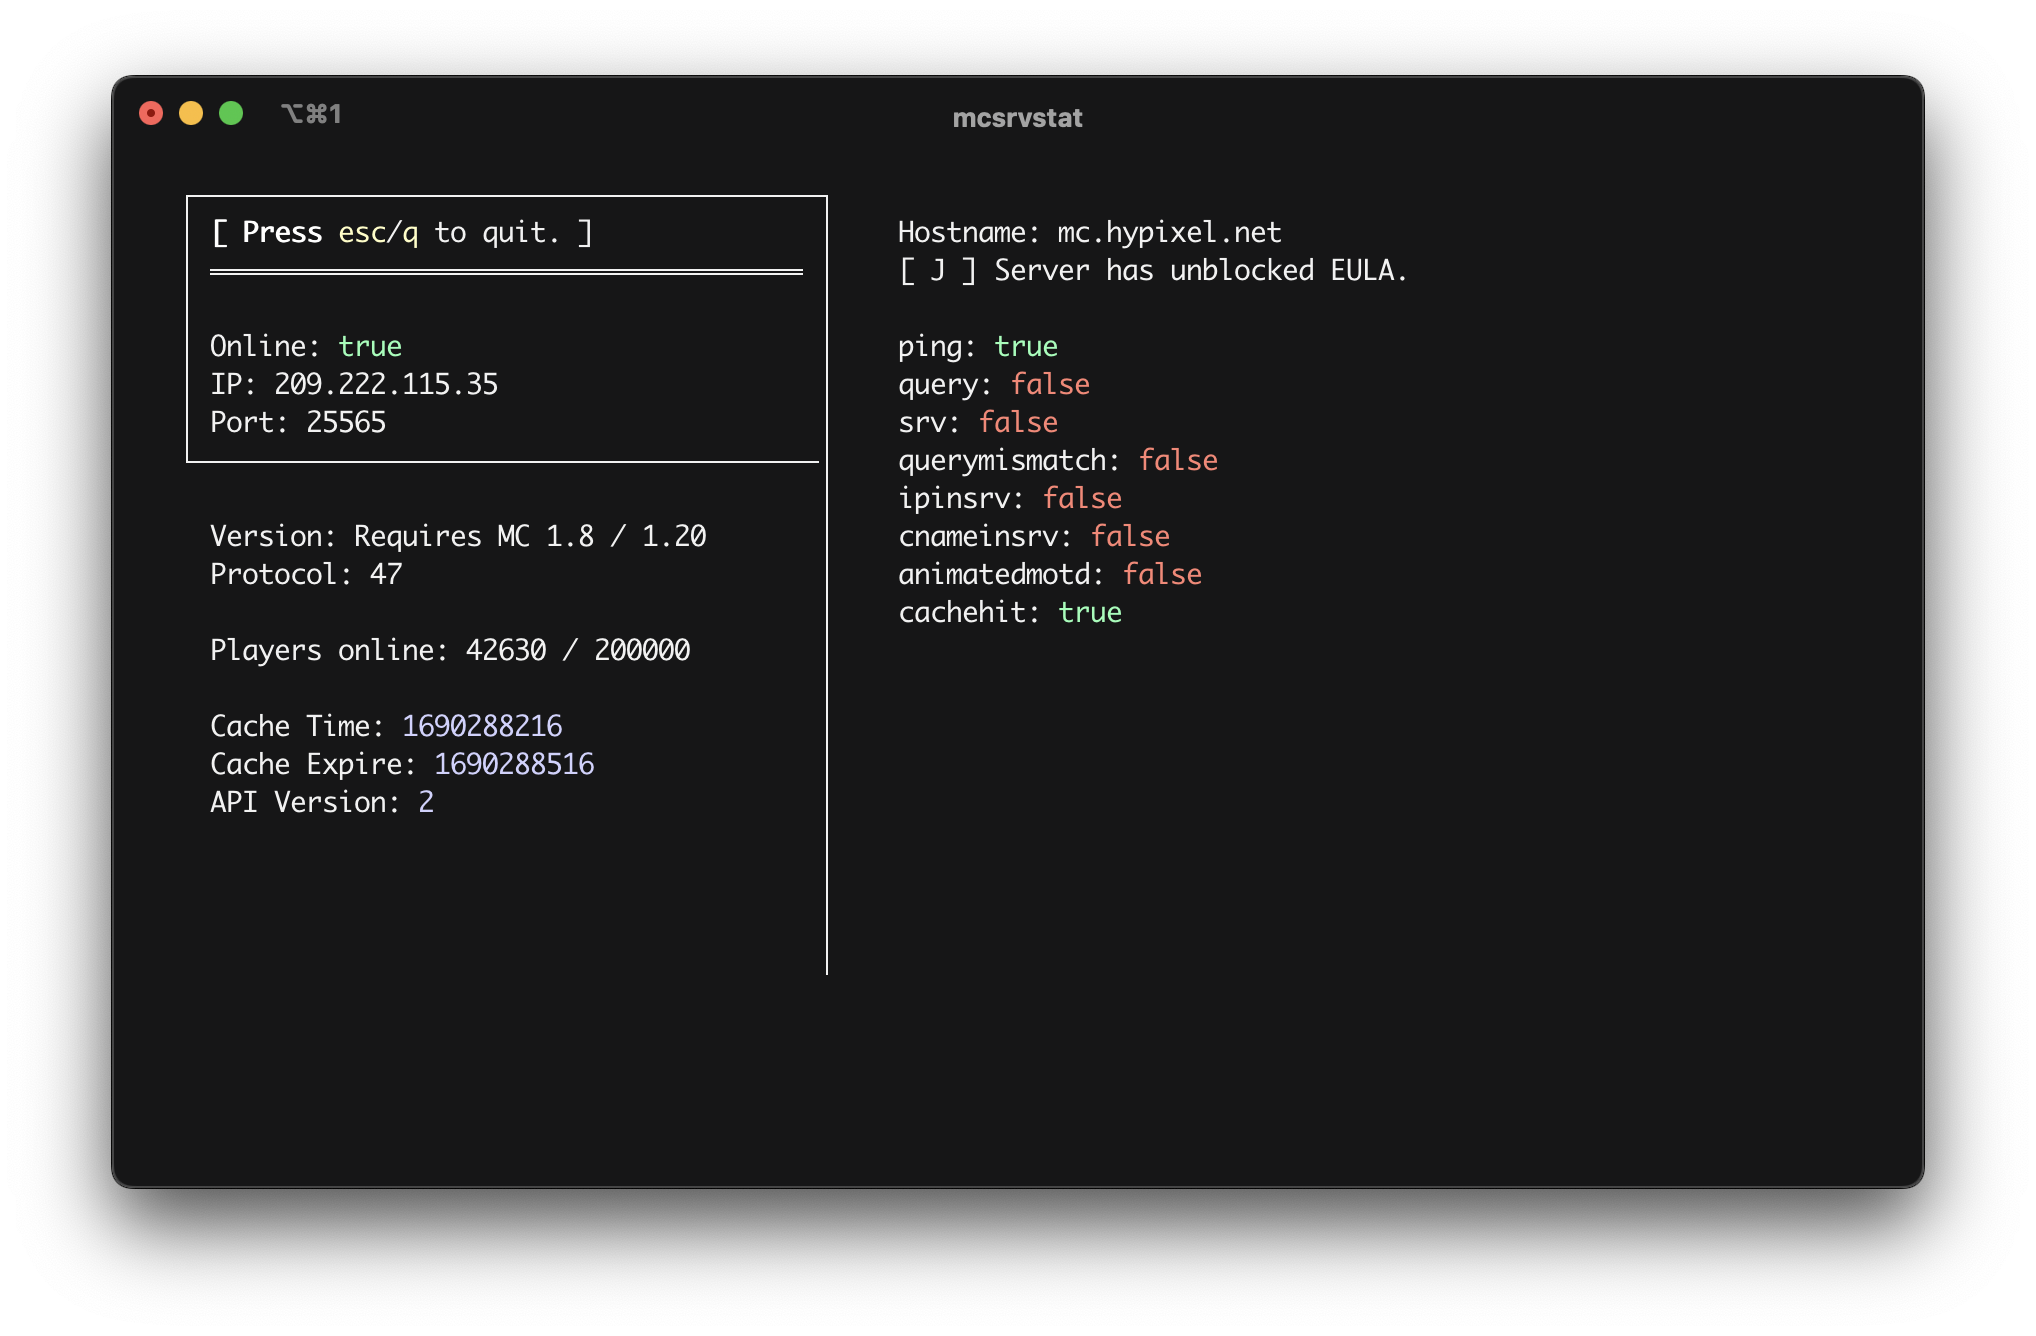 ⌥⌘1
mcsrvstat
[ Press esc/q to quit. ]
Online: true
IP: 209.222.115.35
Port: 25565
Version: Requires MC 1.8 / 1.20
Protocol: 47
Players online: 42630 / 200000
Cache Time: 1690288216
Cache Expire: 1690288516
API Version: 2
Hostname: mc.hypixel.net
[ J ] Server has unblocked EULA.
ping: true
query: false
srv: false
querymismatch: false
ipinsrv: false
cnameinsrv: false
animatedmotd: false
cachehit: true